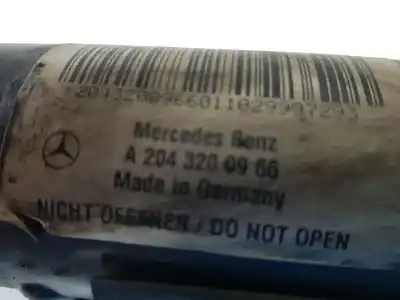 Mercedes Benz
A 204 320 09 66
Made in Germany
NICHT OEFFNEN / DO NOT OPEN